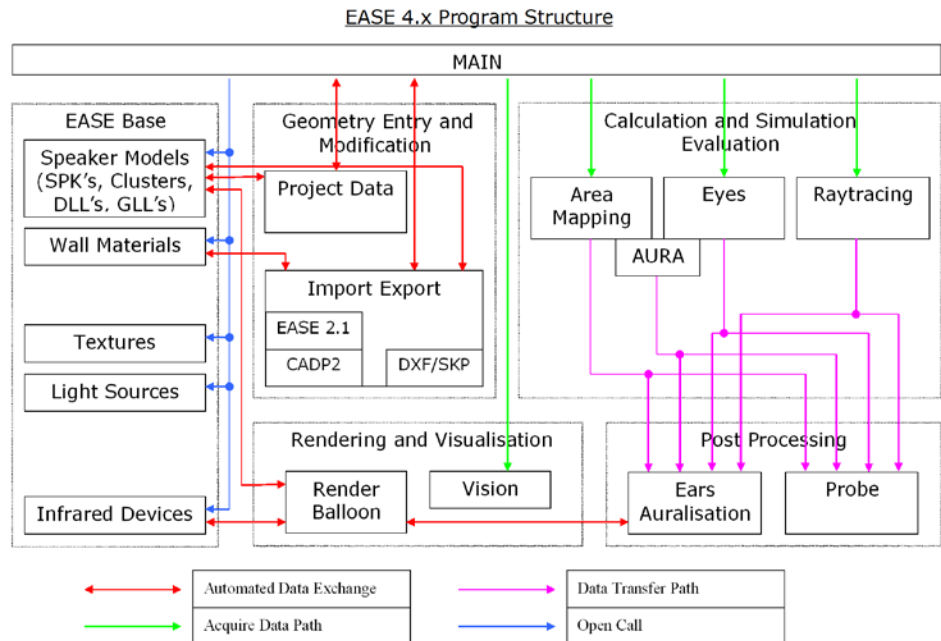 EASE 4.x Program Structure
MAIN
EASE Base
Speaker Models
(SPK's, Clusters,
DLL's, GLL's)
Wall Materials
Textures
Light Sources
Infrared Devices
Geometry Entry and
Modification
Project Data
Import Export
EASE 2.1
CADP2
DXF/SKP
Calculation and Simulation
Evaluation
Area
Mapping
Eyes
Raytracing
AURA
Rendering and Visualisation
Render
Balloon
Vision
Post Processing
Ears
Auralisation
Probe
Automated Data Exchange
Data Transfer Path
Acquire Data Path
Open Call